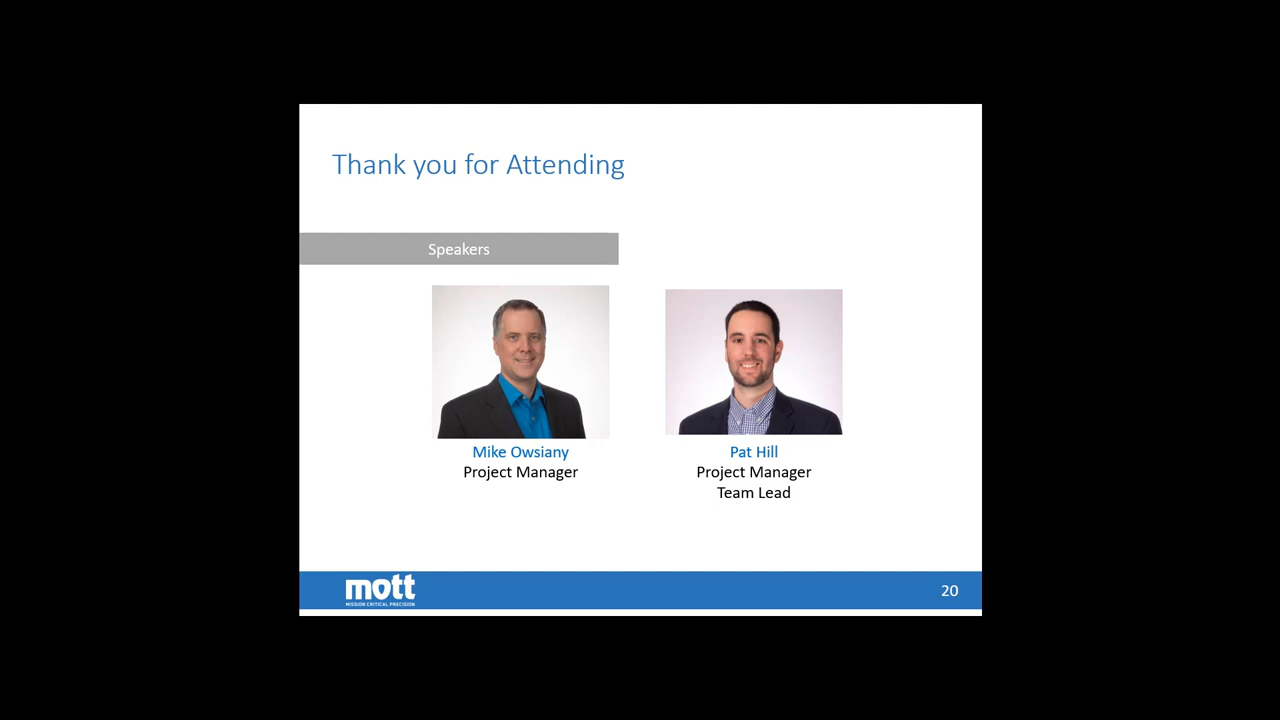 Thank you for Attending
Speakers
Mike Owsiany
Project Manager
Pat Hill
Project Manager
Team Lead
mott
MISSION CRITICAL PRECISION
20